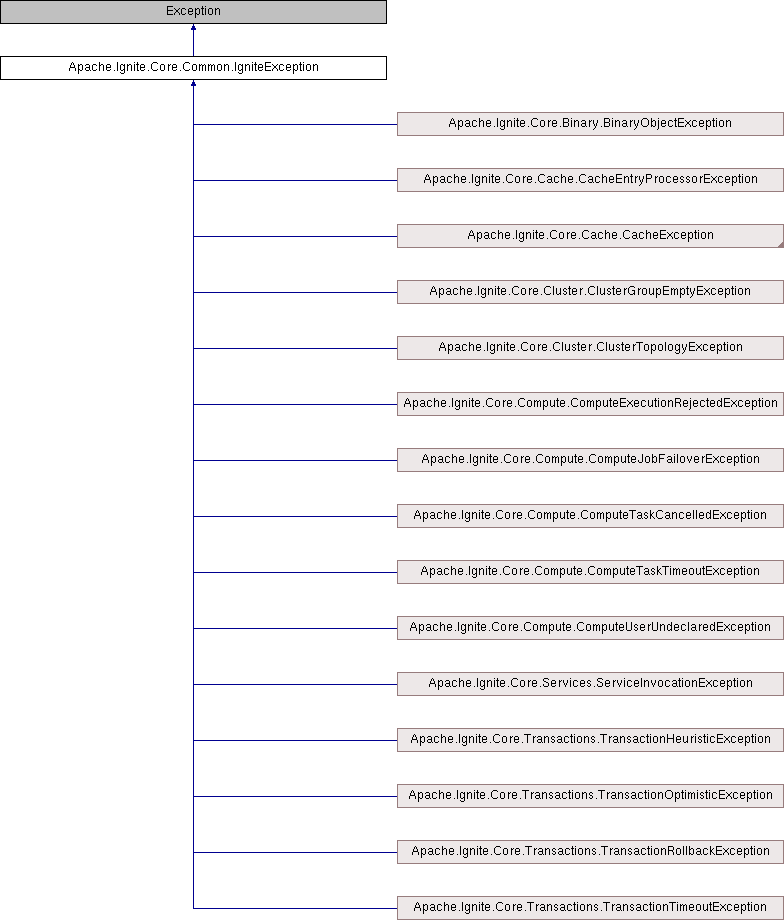 Exception
Apache.Ignite.Core.Common.IgniteException
Apache.Ignite.Core.Binary.BinaryObjectException
Apache.Ignite.Core.Cache.CacheEntryProcessorException
Apache.Ignite.Core.Cache.CacheException
Apache.Ignite.Core.Cluster.ClusterGroupEmptyException
Apache.Ignite.Core.Cluster.ClusterTopologyException
Apache.Ignite.Core.Compute.ComputeExecutionRejectedException
Apache.Ignite.Core.Compute.ComputeJobFailoverException
Apache.Ignite.Core.Compute.ComputeTaskCancelledException
Apache.Ignite.Core.Compute.ComputeTaskTimeoutException
Apache.Ignite.Core.Compute.ComputeUserUndeclaredException
Apache.Ignite.Core.Services.ServiceInvocationException
Apache.Ignite.Core.Transactions.TransactionHeuristicException
Apache.Ignite.Core.Transactions.TransactionOptimisticException
Apache.Ignite.Core.Transactions.TransactionRollbackException
Apache.Ignite.Core.Transactions.TransactionTimeoutException